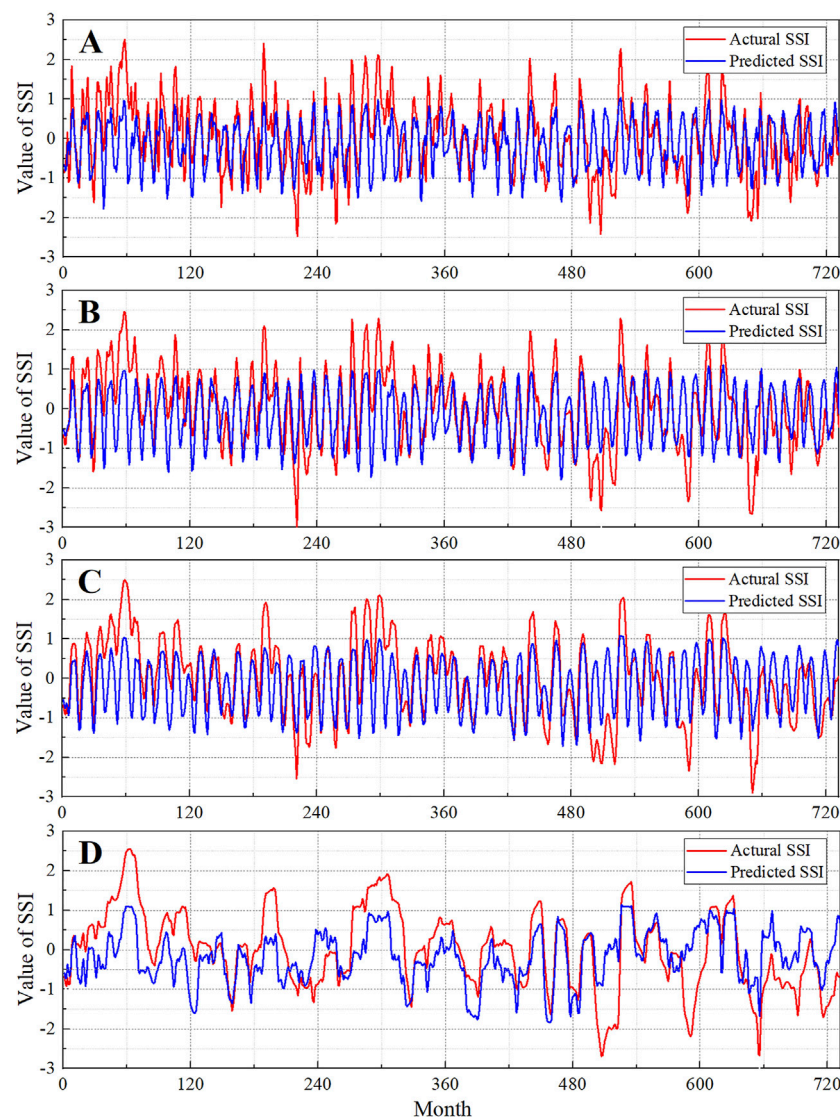 A
Actural SSI
Predicted SSI
Value of SSI
3
2
1
0
-1
-2
-3
0 120 240 360 480 600 720
B
Actural SSI
Predicted SSI
Value of SSI
3
2
1
0
-1
-2
-3
0 120 240 360 480 600 720
C
Actural SSI
Predicted SSI
Value of SSI
3
2
1
0
-1
-2
-3
0 120 240 360 480 600 720
D
Actural SSI
Predicted SSI
Value of SSI
3
2
1
0
-1
-2
-3
0 120 240 360 480 600 720
Month